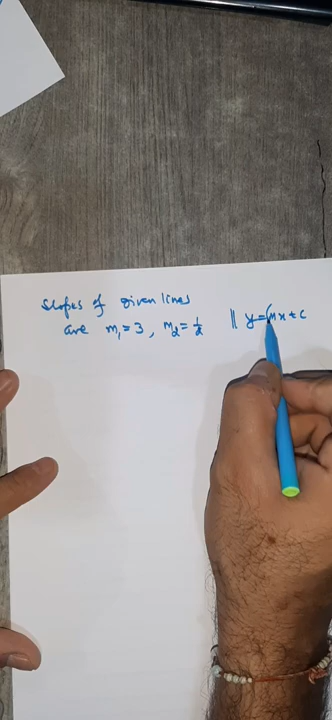 Slopes of given lines
are m₁ = 3 , m₂ = 1/2 || y = mx + c